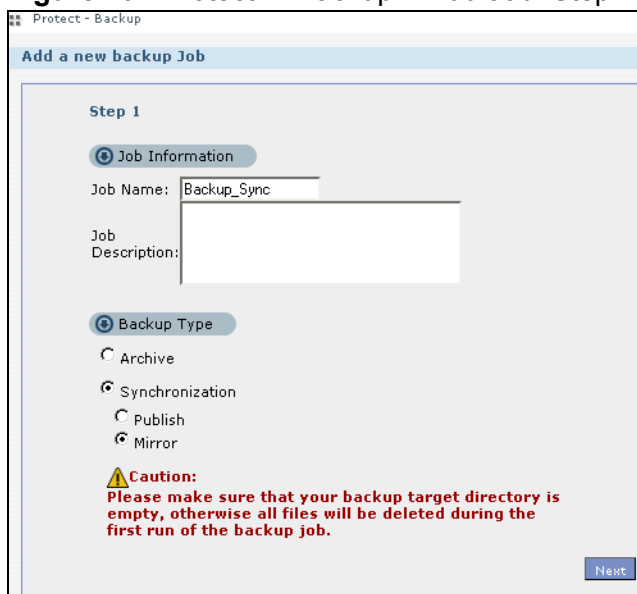 Protect - Backup
Add a new backup Job
Step 1
Job Information
Job Name: Backup_Sync
Job
Description:
Backup Type
Archive
Synchronization
Publish
Mirror
Caution:
Please make sure that your backup target directory is
empty, otherwise all files will be deleted during the
first run of the backup job.
Next